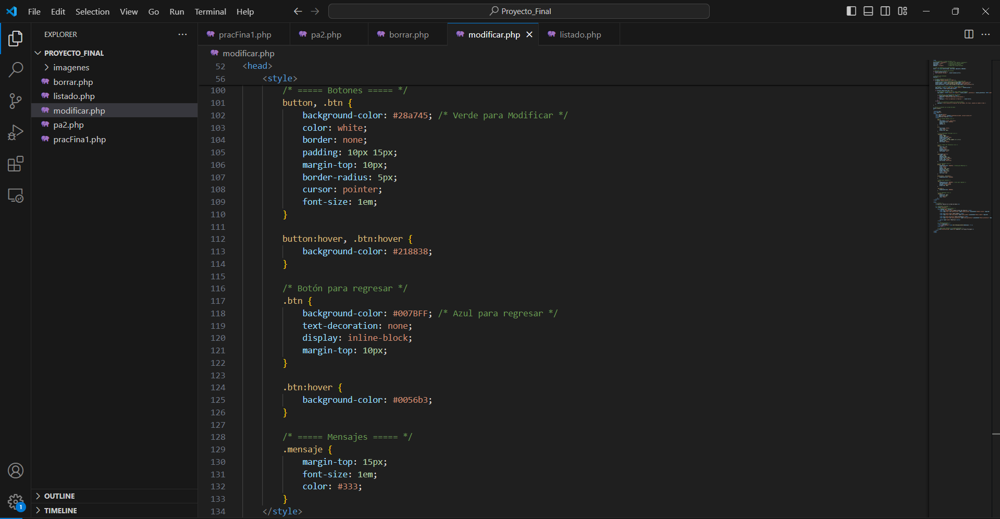 File Edit Selection View Go Run Terminal Help
Proyecto_Final
EXPLORER
PROYECTO_FINAL
imagenes
borrar.php
listado.php
modificar.php
pa2.php
pracFina1.php
OUTLINE
TIMELINE
1
pracFina1.php pa2.php borrar.php modificar.php listado.php
modificar.php
52 <head>
56 <style>
100 /* ===== Botones ===== */
101 button, .btn {
102 background-color: #28a745; /* Verde para Modificar */
103 color: white;
104 border: none;
105 padding: 10px 15px;
106 margin-top: 10px;
107 border-radius: 5px;
108 cursor: pointer;
109 font-size: 1em;
110 }
111
112 button:hover, .btn:hover {
113 background-color: #218838;
114 }
115
116 /* Botón para regresar */
117 .btn {
118 background-color: #007BFF; /* Azul para regresar */
119 text-decoration: none;
120 display: inline-block;
121 margin-top: 10px;
122 }
123
124 .btn:hover {
125 background-color: #0056b3;
126 }
127
128 /* ===== Mensajes ===== */
129 .mensaje {
130 margin-top: 15px;
131 font-size: 1em;
132 color: #333;
133 }
134 </style>